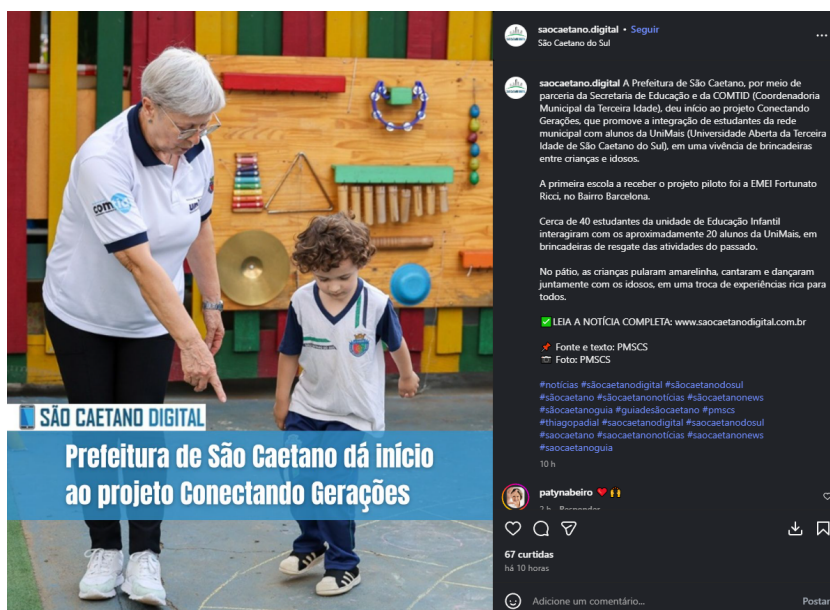 SÃO CAETANO DIGITAL
Prefeitura de São Caetano dá início
ao projeto Conectando Gerações
saocaetano.digital • Seguir
São Caetano do Sul
saocaetano.digital A Prefeitura de São Caetano, por meio de
parceria da Secretaria de Educação e da COMTID (Coordenadoria
Municipal da Terceira Idade), deu início ao projeto Conectando
Gerações, que promove a integração de estudantes da rede
municipal com alunos da UniMais (Universidade Aberta da Terceira
Idade de São Caetano do Sul), em uma vivência de brincadeiras
entre crianças e idosos.
A primeira escola a receber o projeto piloto foi a EMEI Fortunato
Ricci, no Bairro Barcelona.
Cerca de 40 estudantes da unidade de Educação Infantil
interagiram com os aproximadamente 20 alunos da UniMais, em
brincadeiras de resgate das atividades do passado.
No pátio, as crianças pularam amarelinha, cantaram e dançaram
juntamente com os idosos, em uma troca de experiências rica para
todos.
✅ LEIA A NOTÍCIA COMPLETA: www.saocaetanodigital.com.br
📌 Fonte e texto: PMSCS
📷 Foto: PMSCS
#notícias #sãocaetanodigital #sãocaetanodosul
#sãocaetano #sãocaetanonotícias #sãocaetanonews
#sãocaetanoguia #guiadesãocaetano #pmscs
#thiagopadial #saocaetanodigital #saocaetanodosul
#saocaetano #saocaetanonotícias #saocaetanonews
#saocaetanoguia
10 h
patynabeiro ❤️ 🙌
2 h Responder
67 curtidas
há 10 horas
Adicione um comentário...
Postar